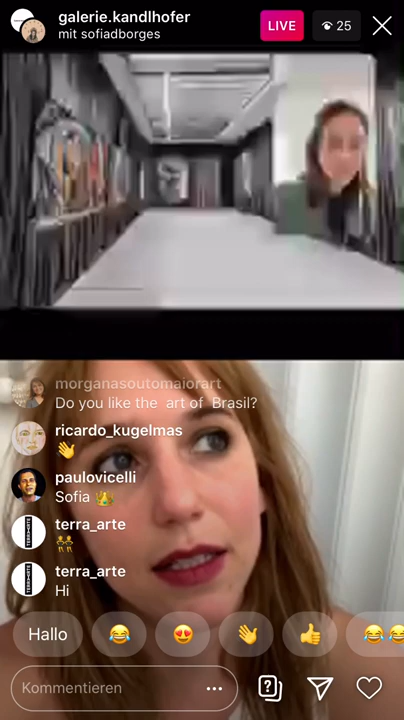 galerie.kandlhofer
mit sofiadborges
LIVE
25
morganasoutomaiorart
Do you like the art of Brasil?
ricardo_kugelmas
👋
paulovicelli
Sofia 👑
terra_arte
👯
terra_arte
Hi
Hallo
😂
😍
👋
👍
😂😂
Kommentieren